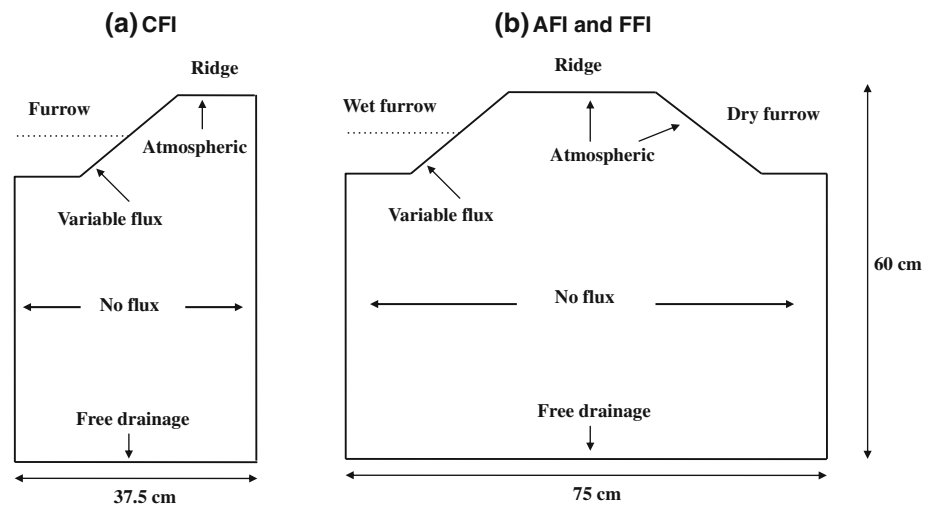 (a) CFI
Ridge
Furrow
Atmospheric
Variable flux
No flux
Free drainage
37.5 cm
(b) AFI and FFI
Ridge
Wet furrow
Dry furrow
Atmospheric
Variable flux
60 cm
No flux
Free drainage
75 cm